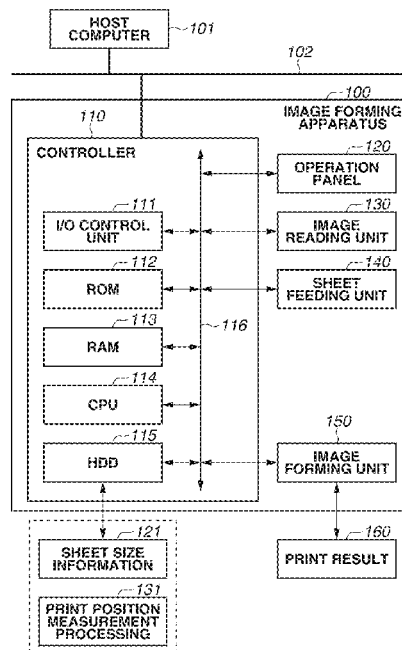 HOST
COMPUTER
101
102
100
IMAGE FORMING
APPARATUS
110
CONTROLLER
120
OPERATION
PANEL
111
I/O CONTROL
UNIT
130
IMAGE
READING UNIT
112
ROM
140
SHEET
FEEDING UNIT
113
RAM
116
114
CPU
115
HDD
150
IMAGE
FORMING UNIT
121
SHEET SIZE
INFORMATION
160
PRINT RESULT
131
PRINT POSITION
MEASUREMENT
PROCESSING